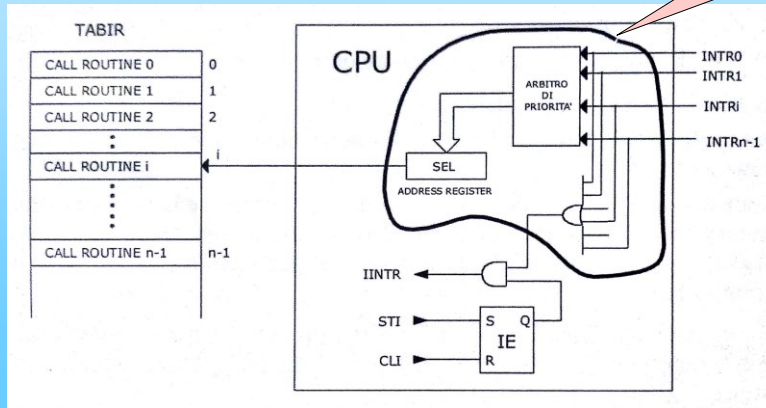 TABIR
CALL ROUTINE 0
0
CALL ROUTINE 1
1
CALL ROUTINE 2
2
CALL ROUTINE i
i
CALL ROUTINE n-1
n-1
CPU
ARBITRO
DI
PRIORITA'
INTR0
INTR1
INTRi
INTRn-1
SEL
ADDRESS REGISTER
IINTR
STI
S
Q
IE
CLI
R